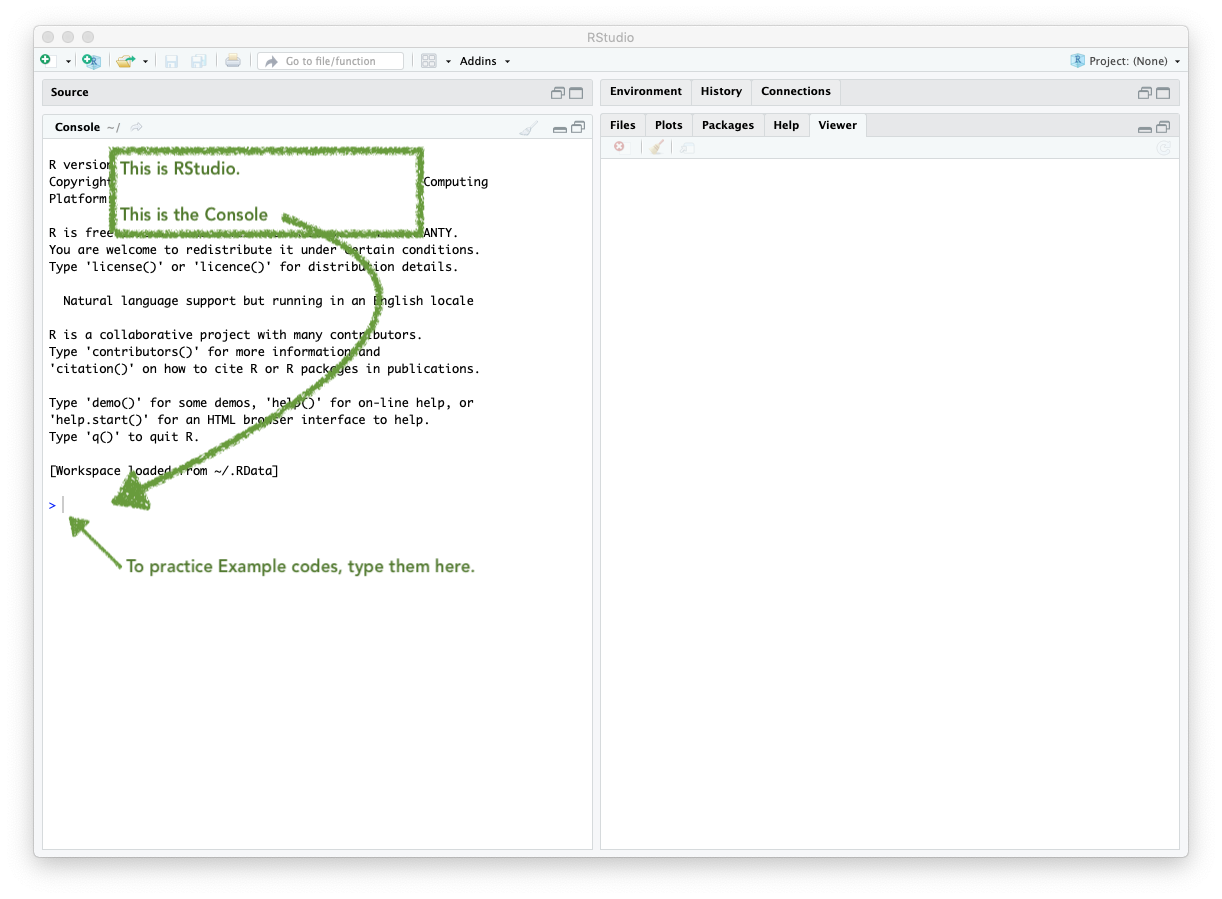 RStudio
Go to file/function
Addins
Project: (None)
Source
Console ~/
R version
Copyright Computing
Platform:
R is free ANTY.
You are welcome to redistribute it under certain conditions.
Type 'license()' or 'licence()' for distribution details.
Natural language support but running in an English locale
R is a collaborative project with many contributors.
Type 'contributors()' for more information and
'citation()' on how to cite R or R packages in publications.
Type 'demo()' for some demos, 'help()' for on-line help, or
'help.start()' for an HTML browser interface to help.
Type 'q()' to quit R.
[Workspace loaded from ~/.RData]
>
This is RStudio.
This is the Console
To practice Example codes, type them here.
Environment History Connections
Files Plots Packages Help Viewer